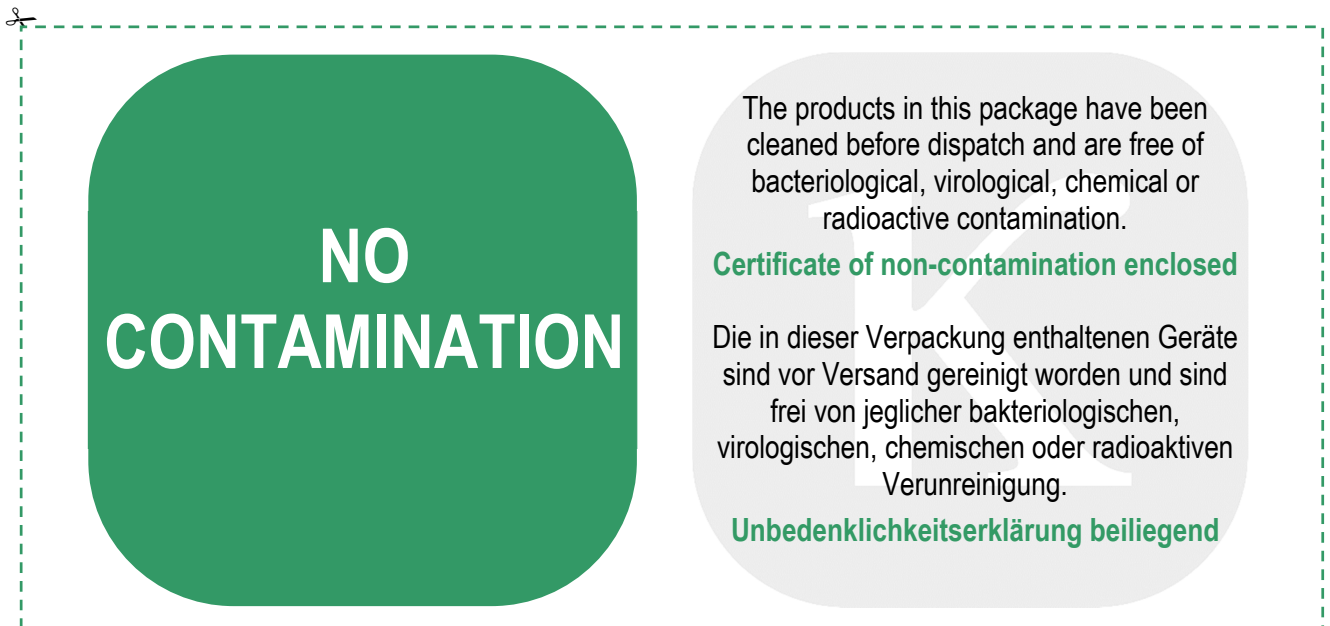 NO
CONTAMINATION
The products in this package have been
cleaned before dispatch and are free of
bacteriological, virological, chemical or
radioactive contamination.
Certificate of non-contamination enclosed
Die in dieser Verpackung enthaltenen Geräte
sind vor Versand gereinigt worden und sind
frei von jeglicher bakteriologischen,
virologischen, chemischen oder radioaktiven
Verunreinigung.
Unbedenklichkeitserklärung beiliegend
K